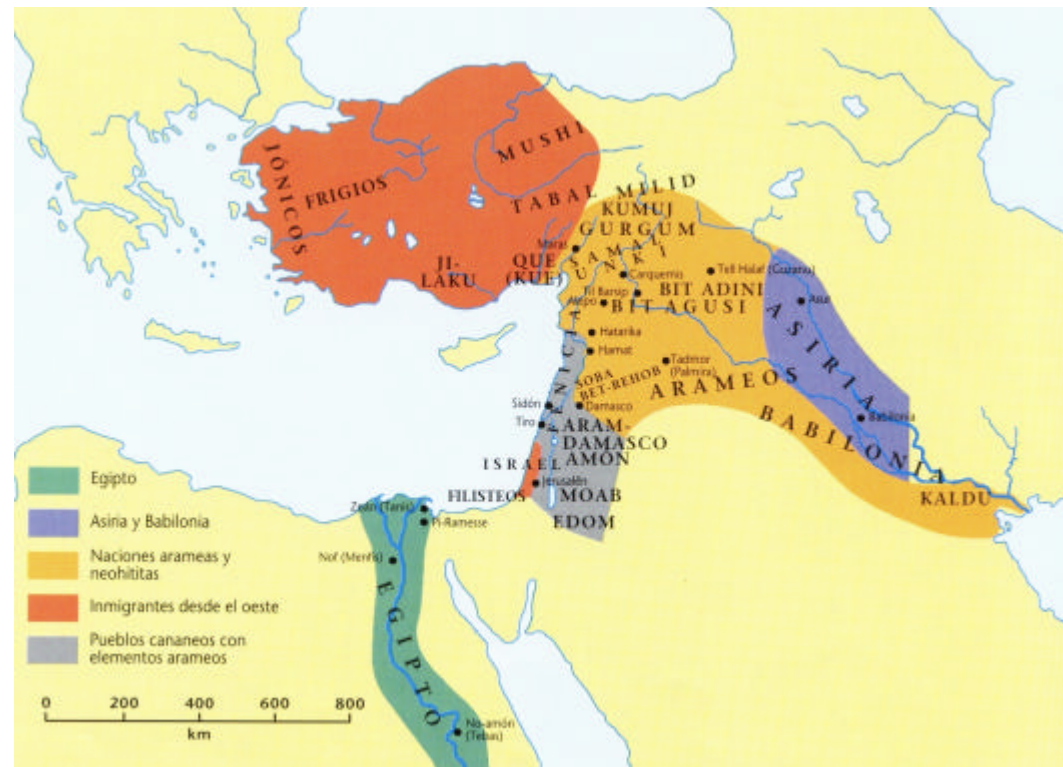 MUSHI
JÓNICOS
FRIGIOS
TABAL
MILID
KUMUJ
GURGUM
Maras
SAMAL
UNKI
JI-
LAKU
QUE
(KUE)
Carquemis
Tell Halaf (Gozanu)
Til Barsip
BIT ADINI
Alepo
BIT AGUSI
Asur
ASIRIA
Hatarika
Hamat
FENICIA
SOBA
BET-REHOB
Tadmor
(Palmira)
ARAMEOS
Sidón
Damasco
Babilonia
BABILONIA
Tiro
ARAM-
DAMASCO
ISRAEL
AMÓN
Jerusalén
KALDU
FILISTEOS
MOAB
EDOM
Zoán (Tanis)
Pi-Ramesse
Nof (Menfis)
EGIPTO
No-amón
(Tebas)
Egipto
Asiria y Babilonia
Naciones arameas y
neohititas
Inmigrantes desde el oeste
Pueblos cananeos con
elementos arameos
0 200 400 600 800
km